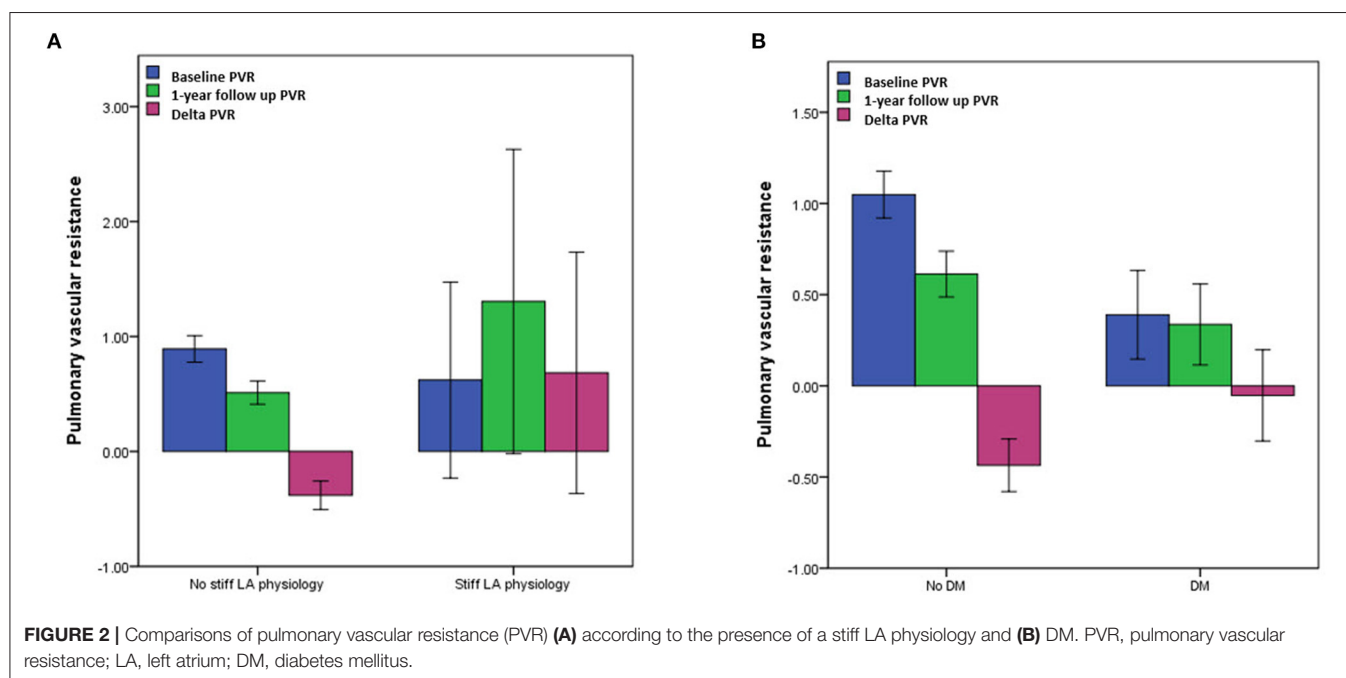 A
Baseline PVR
1-year follow up PVR
Delta PVR
Pulmonary vascular resistance
3.00
2.00
1.00
0.00
-1.00
No stiff LA physiology
Stiff LA physiology
B
Baseline PVR
1-year follow up PVR
Delta PVR
Pulmonary vascular resistance
1.50
1.00
0.50
0.00
-0.50
-1.00
No DM
DM
FIGURE 2 | Comparisons of pulmonary vascular resistance (PVR) (A) according to the presence of a stiff LA physiology and (B) DM. PVR, pulmonary vascular
resistance; LA, left atrium; DM, diabetes mellitus.